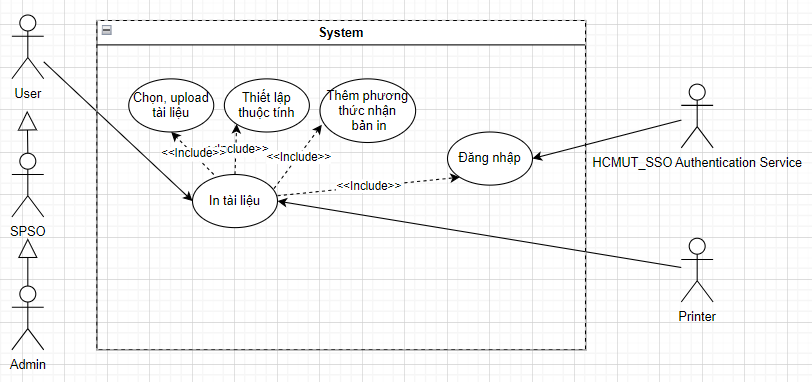 System
User
Chọn, upload
tài liệu
Thiết lập
thuộc tính
Thêm phương
thức nhận
bản in
<<Include>>
Include>>
<<Include>>
Đăng nhập
HCMUT_SSO Authentication Service
<<Include>>
In tài liệu
SPSO
Printer
Admin